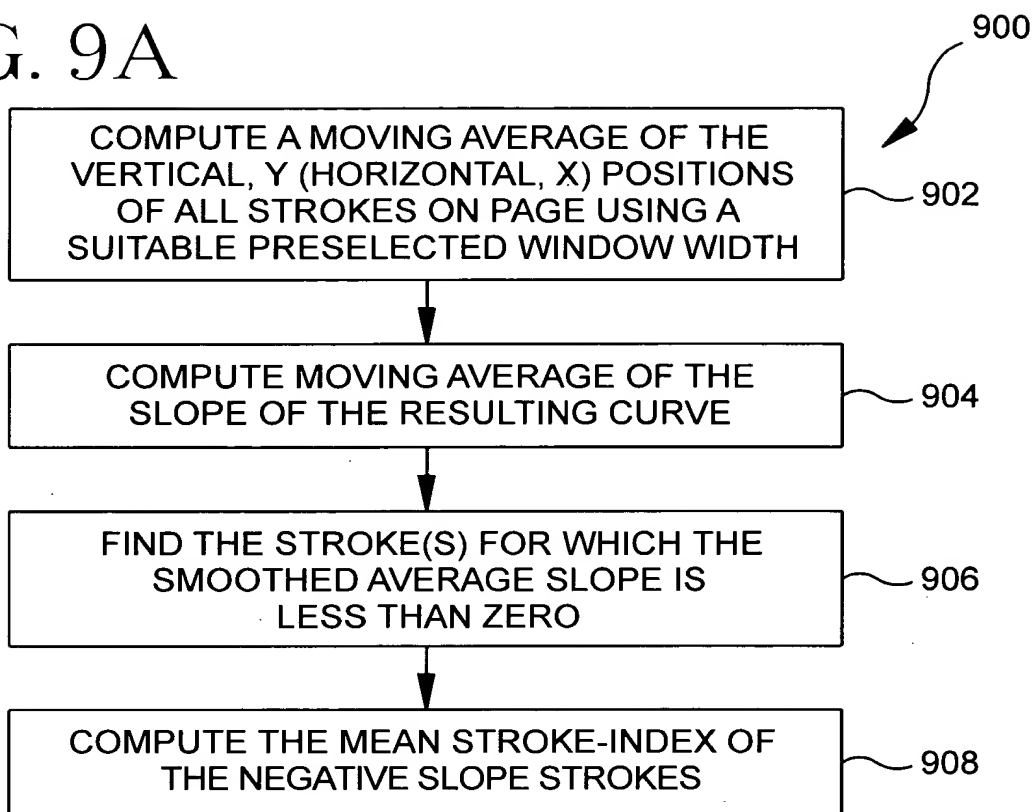 G. 9A
900
COMPUTE A MOVING AVERAGE OF THE
VERTICAL, Y (HORIZONTAL, X) POSITIONS
OF ALL STROKES ON PAGE USING A
SUITABLE PRESELECTED WINDOW WIDTH
902
COMPUTE MOVING AVERAGE OF THE
SLOPE OF THE RESULTING CURVE
904
FIND THE STROKE(S) FOR WHICH THE
SMOOTHED AVERAGE SLOPE IS
LESS THAN ZERO
906
COMPUTE THE MEAN STROKE-INDEX OF
THE NEGATIVE SLOPE STROKES
908